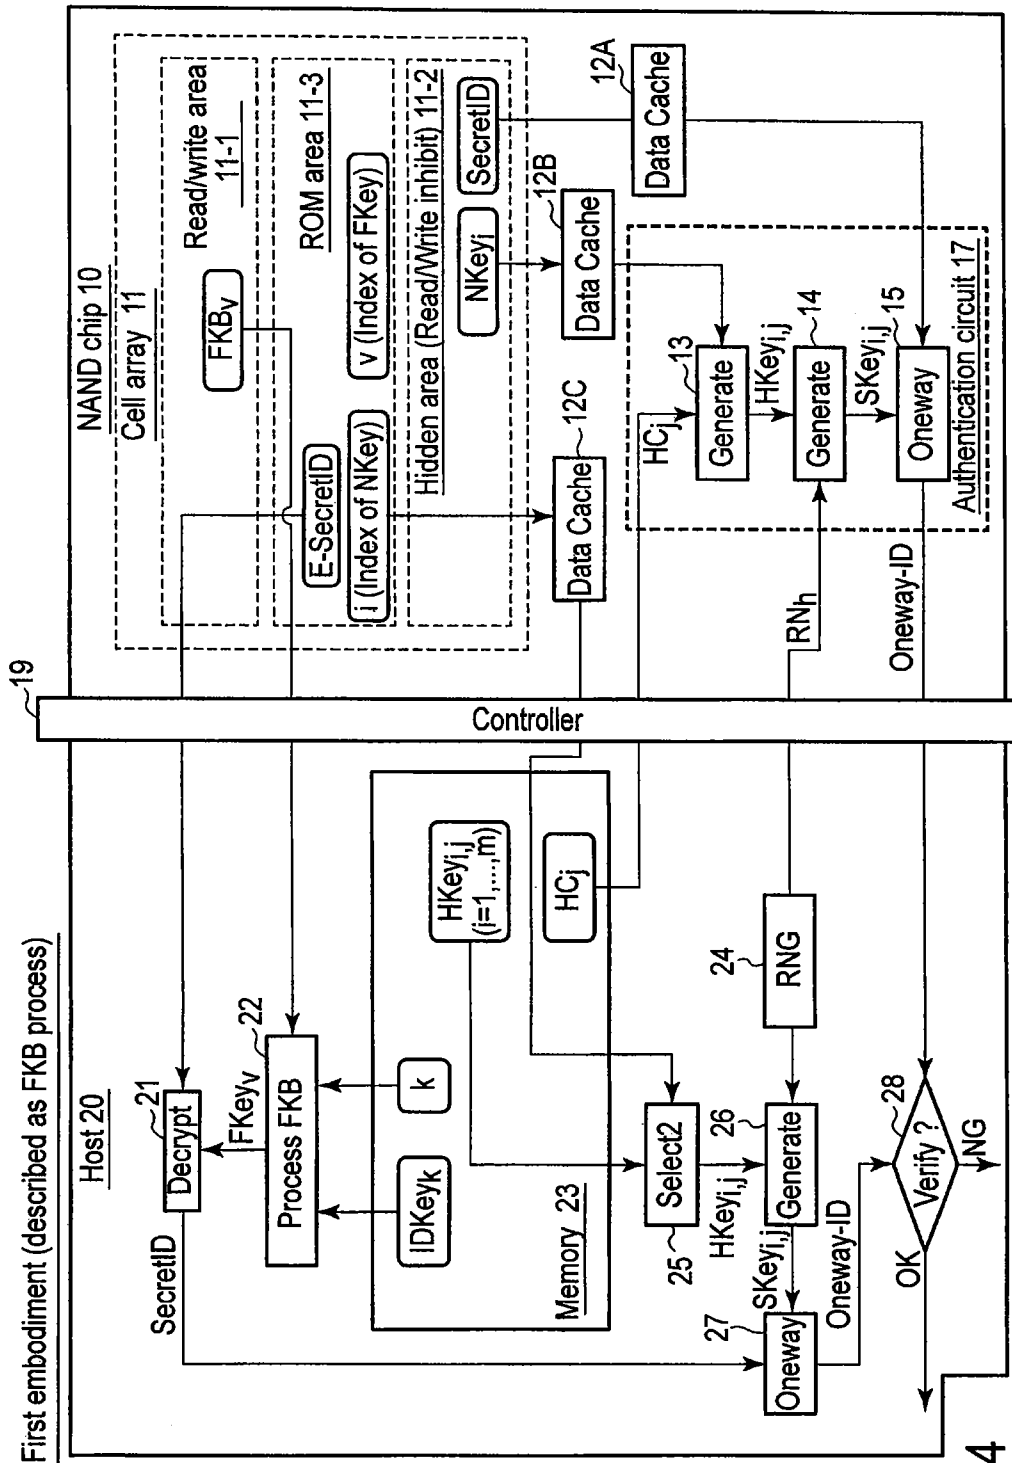 First embodiment (described as FKB process)
Host 20
SecretID
Decrypt
21
FKeyv
Process FKB
22
IDKeyk
k
HKeyi,j
(i=1,...,m)
HCj
Memory 23
Select2
25
HKeyi,j
RNG
24
Generate
26
SKeyi,j
Oneway
27
Oneway-ID
Verify ?
28
OK
NG
Controller
19
NAND chip 10
Cell array 11
Read/write area
11-1
FKBv
ROM area 11-3
E-SecretID
i (Index of NKey)
v (Index of FKey)
Hidden area (Read/Write inhibit) 11-2
NKeyi
SecretID
Data Cache
12C
Data Cache
12B
Data Cache
12A
HCj
Generate
13
HKeyi,j
RNh
Generate
14
SKeyi,j
Oneway
15
Oneway-ID
Authentication circuit 17
4